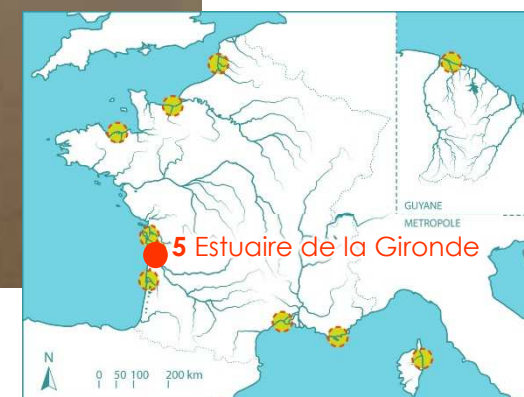 GUYANE
METROPOLE
5 Estuaire de la Gironde
N
0 50 100 200 km